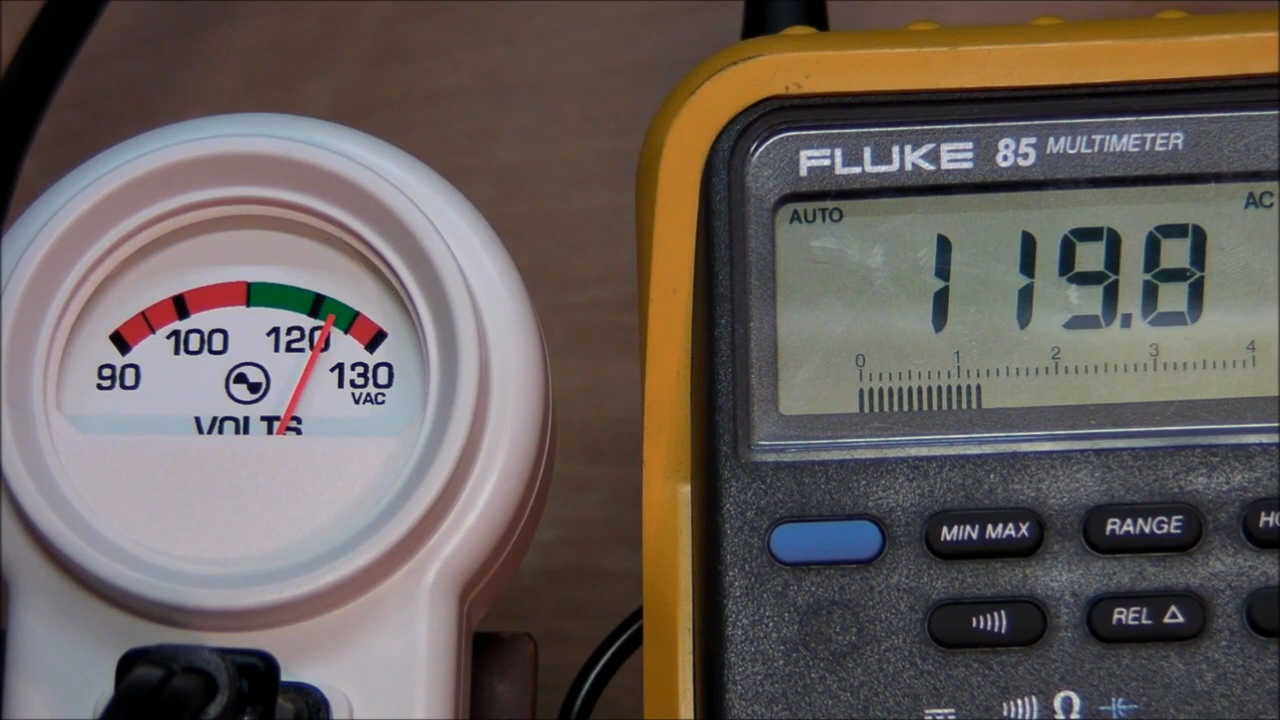 100 120
90 130
VAC
VOLTS
FLUKE 85 MULTIMETER
AUTO AC
119.8
0 1 2 3 4
MIN MAX RANGE
REL Δ
Ω